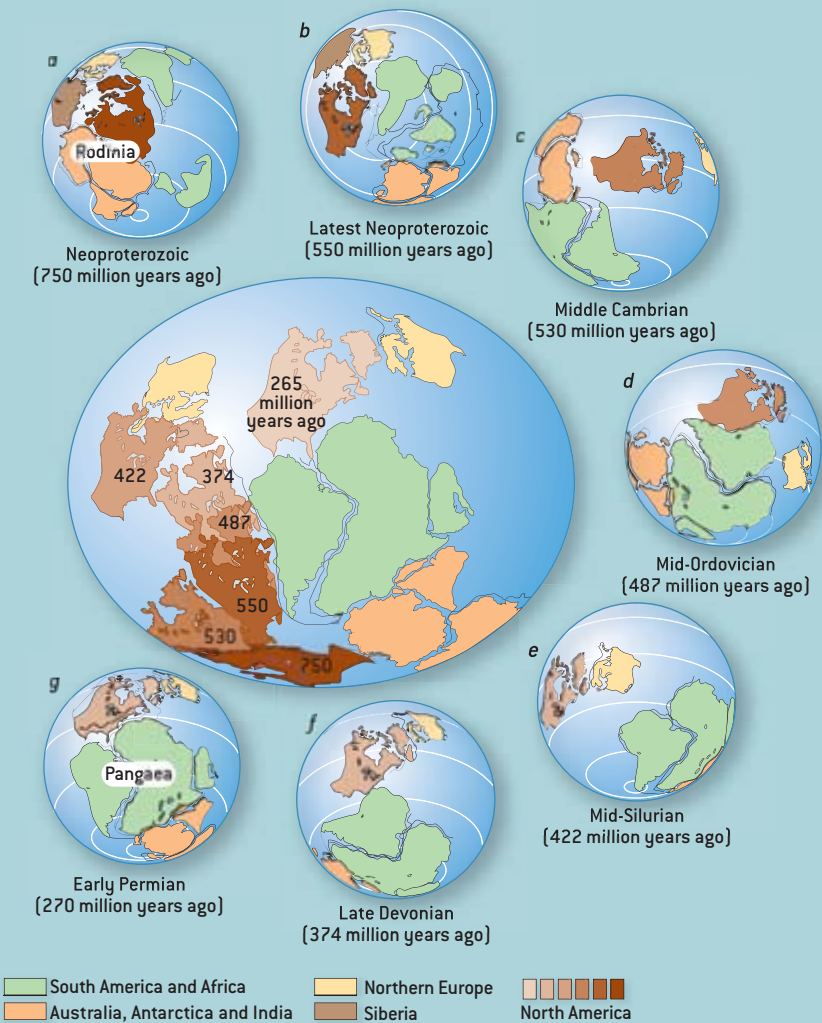 a
Rodinia
Neoproterozoic
(750 million years ago)
b
Latest Neoproterozoic
(550 million years ago)
c
Middle Cambrian
(530 million years ago)
d
Mid-Ordovician
(487 million years ago)
265
million
years ago
422
374
487
550
530
750
e
Mid-Silurian
(422 million years ago)
f
Late Devonian
(374 million years ago)
g
Pangaea
Early Permian
(270 million years ago)
South America and Africa
Australia, Antarctica and India
Northern Europe
Siberia
North America